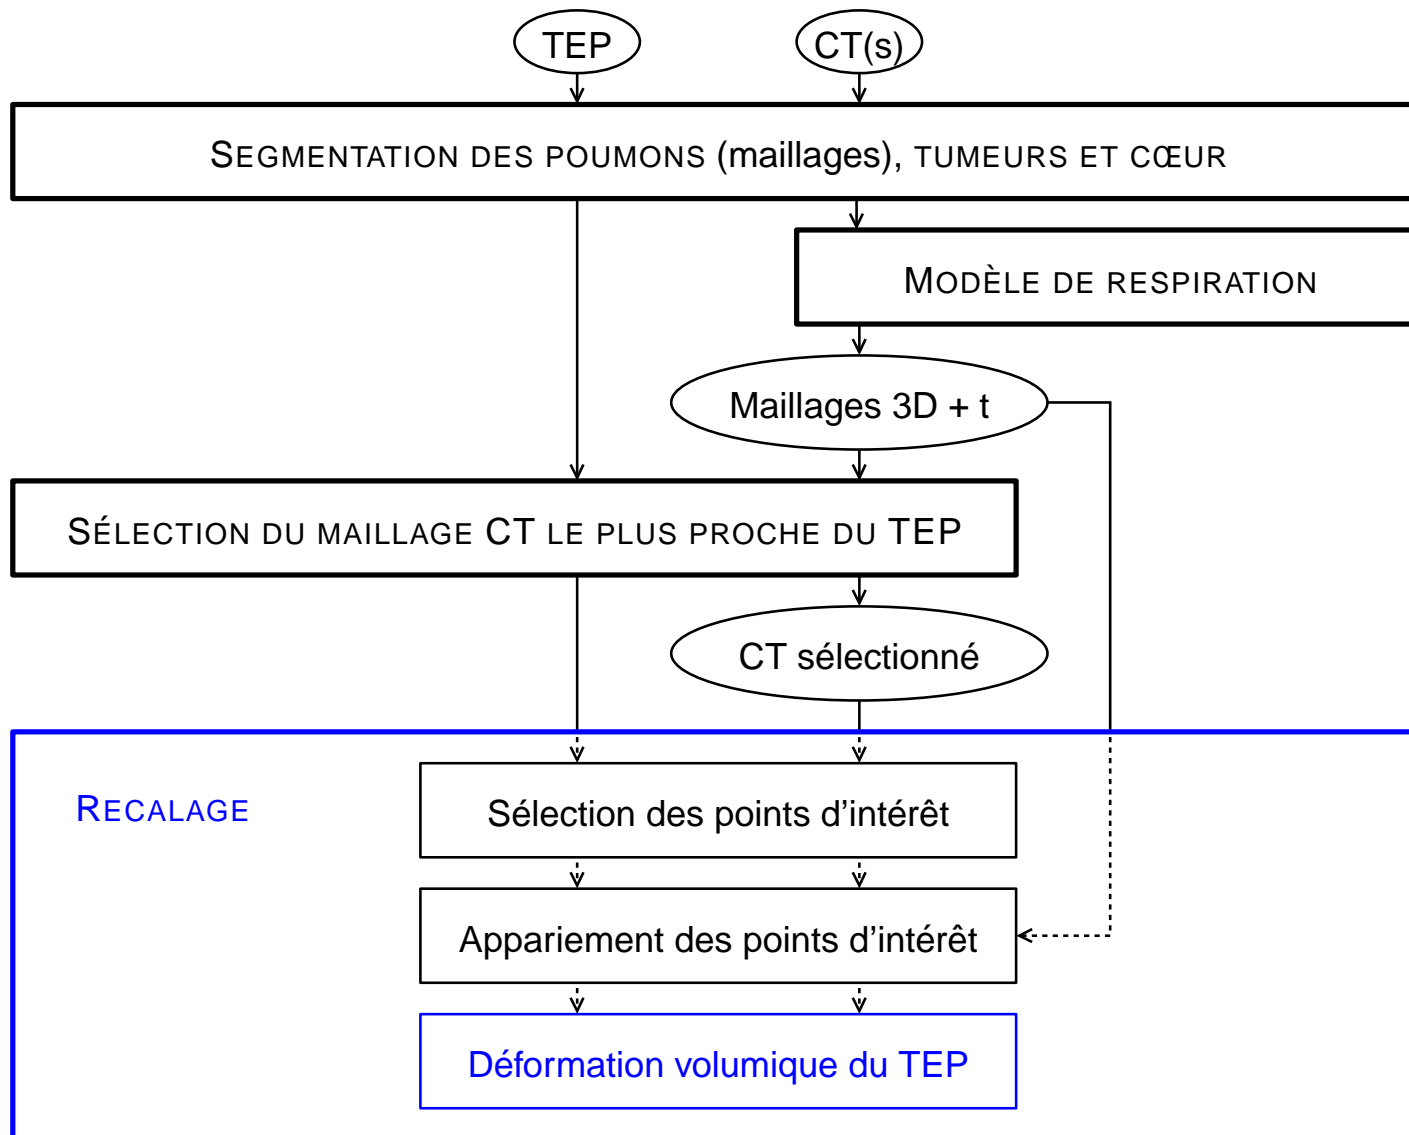 TEP
CT(s)
SEGMENTATION DES POUMONS (maillages), TUMEURS ET CŒUR
MODÈLE DE RESPIRATION
Maillages 3D + t
SÉLECTION DU MAILLAGE CT LE PLUS PROCHE DU TEP
CT sélectionné
RECALAGE
Sélection des points d’intérêt
Appariement des points d’intérêt
Déformation volumique du TEP